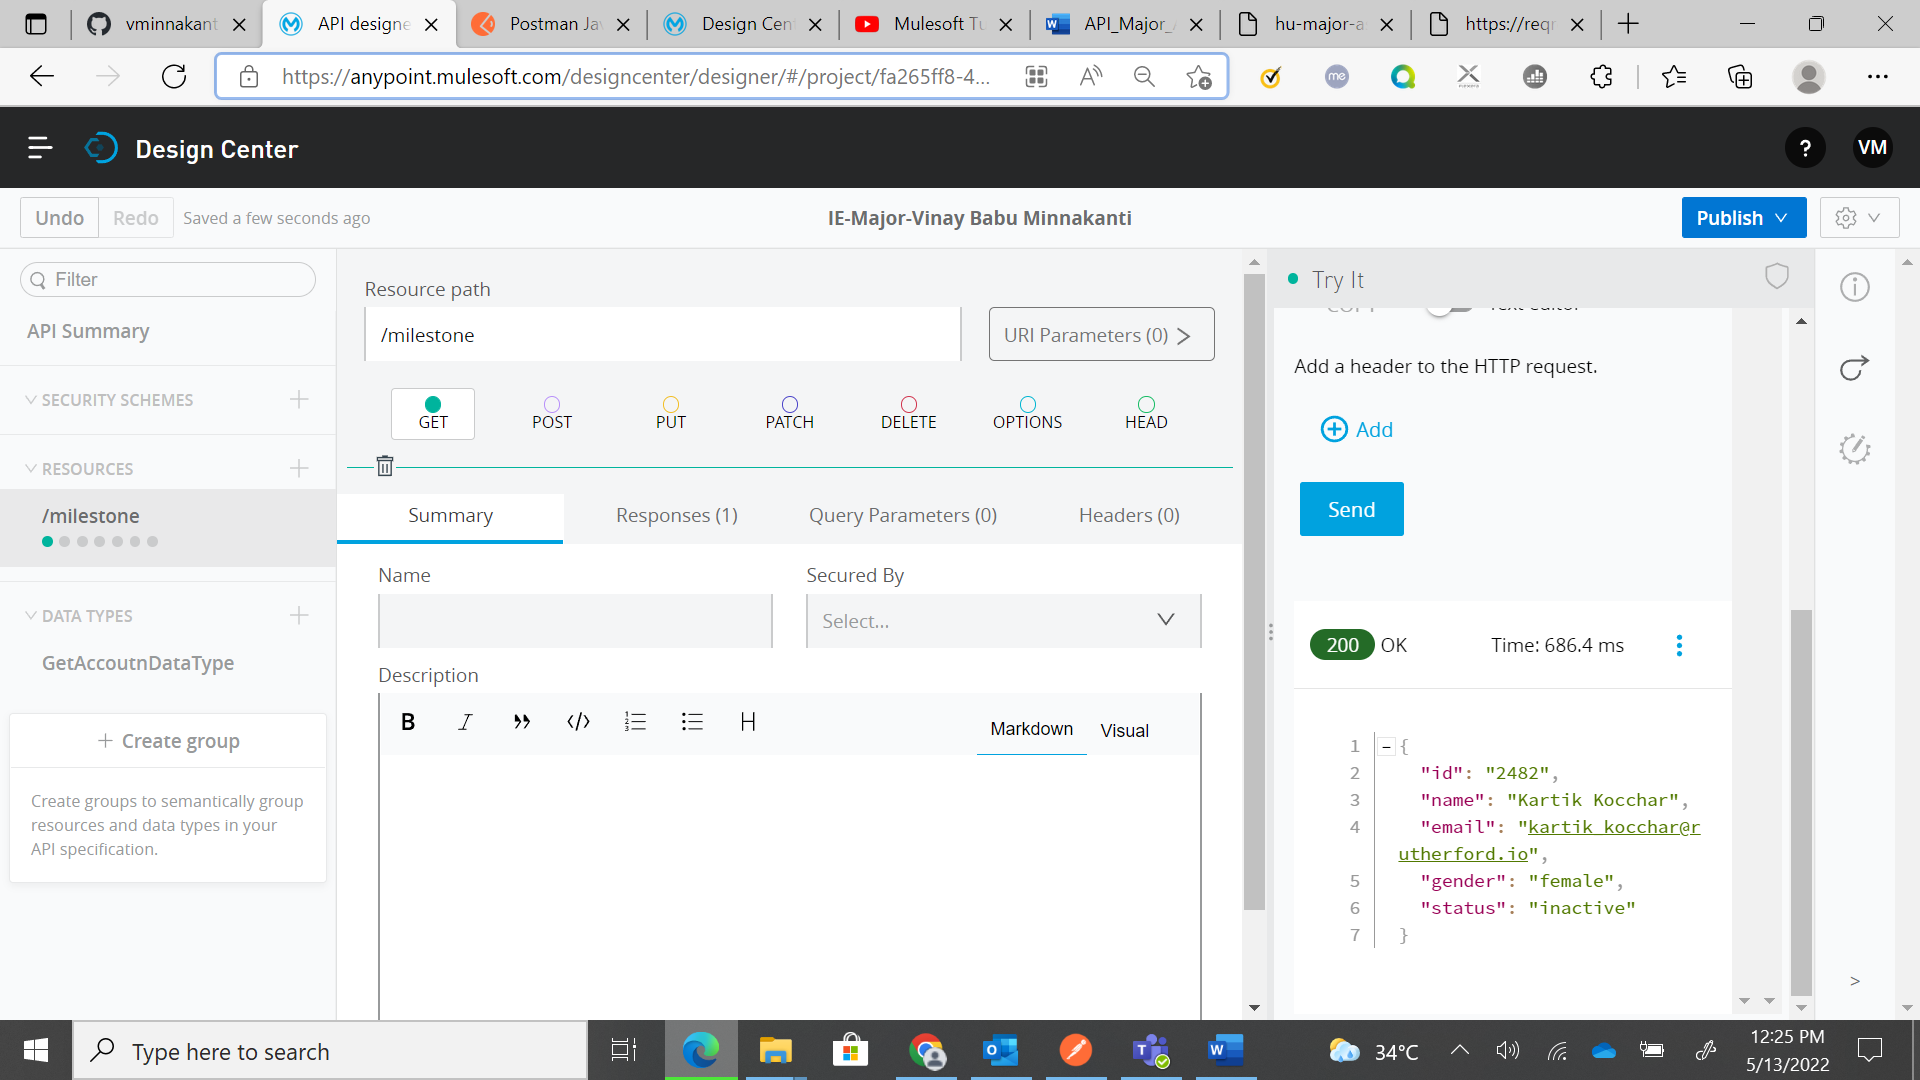 vminnakant
API designe
Postman Ja
Design Cen
Mulesoft Tu
API_Major_
hu-major-a
https://reqr
https://anypoint.mulesoft.com/designcenter/designer/#/project/fa265ff8-4...
Design Center
?
VM
Undo
Redo
Saved a few seconds ago
IE-Major-Vinay Babu Minnakanti
Publish
Filter
API Summary
SECURITY SCHEMES
RESOURCES
/milestone
DATA TYPES
GetAccoutnDataType
+ Create group
Create groups to semantically group
resources and data types in your
API specification.
Resource path
/milestone
URI Parameters (0) >
GET
POST
PUT
PATCH
DELETE
OPTIONS
HEAD
Summary
Responses (1)
Query Parameters (0)
Headers (0)
Name
Secured By
Select...
Description
B
I
H
Markdown
Visual
Try It
Add a header to the HTTP request.
Add
Send
200 OK
Time: 686.4 ms
1 {
2 "id": "2482",
3 "name": "Kartik Kocchar",
4 "email": "kartik_kocchar@r
utherford.io",
5 "gender": "female",
6 "status": "inactive"
7 }
Type here to search
34°C
12:25 PM
5/13/2022